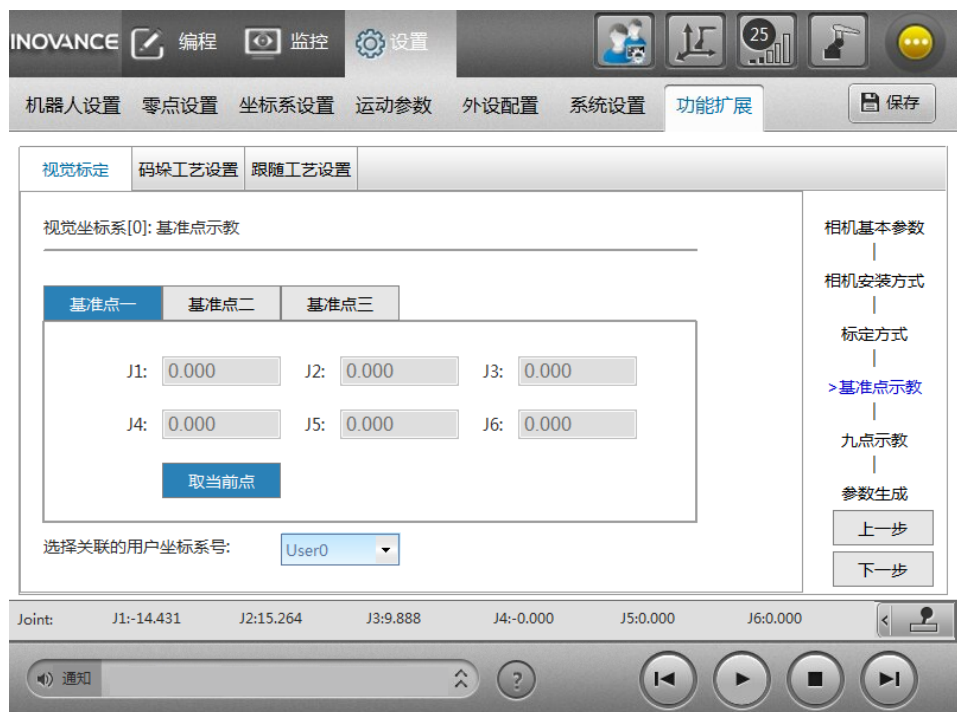 INOVANCE 编程 监控 设置 25
机器人设置 零点设置 坐标系设置 运动参数 外设配置 系统设置 功能扩展 保存
视觉标定 码垛工艺设置 跟随工艺设置
视觉坐标系[0]: 基准点示教
相机基本参数
相机安装方式
标定方式
>基准点示教
九点示教
参数生成
上一步
下一步
基准点一 基准点二 基准点三
J1: 0.000 J2: 0.000 J3: 0.000
J4: 0.000 J5: 0.000 J6: 0.000
取当前点
选择关联的用户坐标系号: User0
Joint: J1:-14.431 J2:15.264 J3:9.888 J4:-0.000 J5:0.000 J6:0.000 <
通知 ?